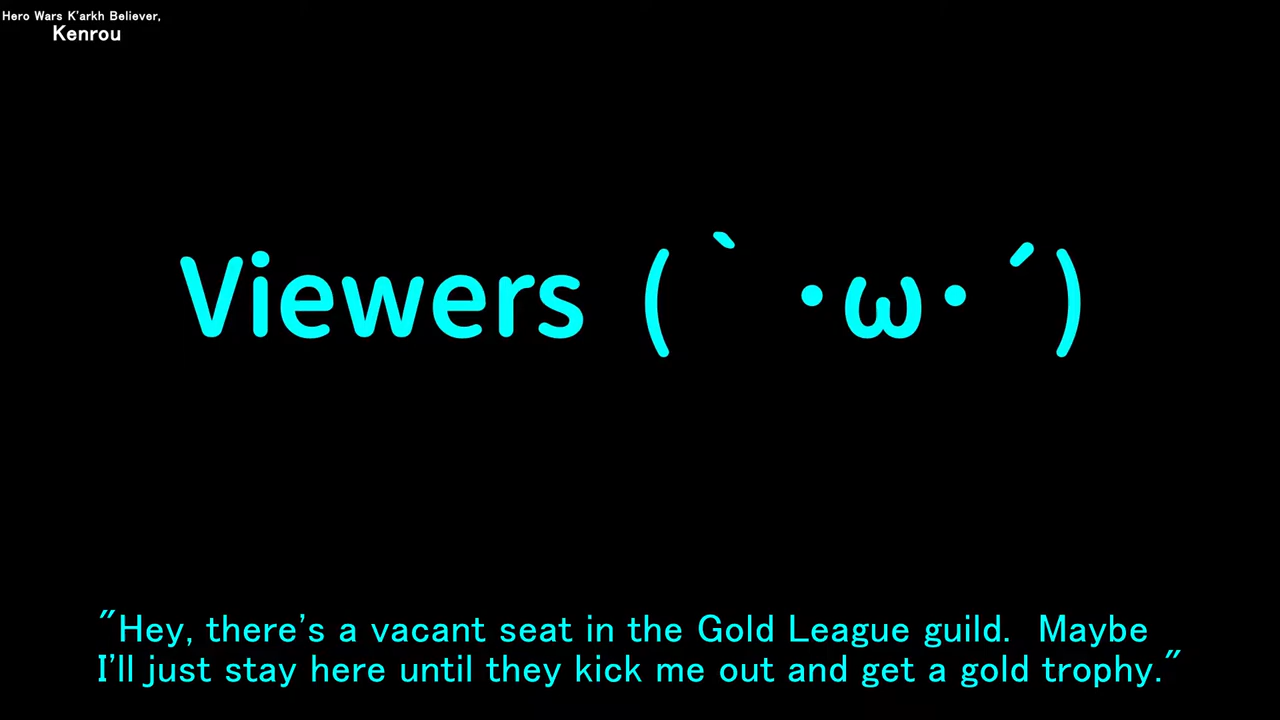 Hero Wars K'arkh Believer,
Kenrou
Viewers (｀・ω・´)
"Hey, there's a vacant seat in the Gold League guild.  Maybe
I'll just stay here until they kick me out and get a gold trophy."